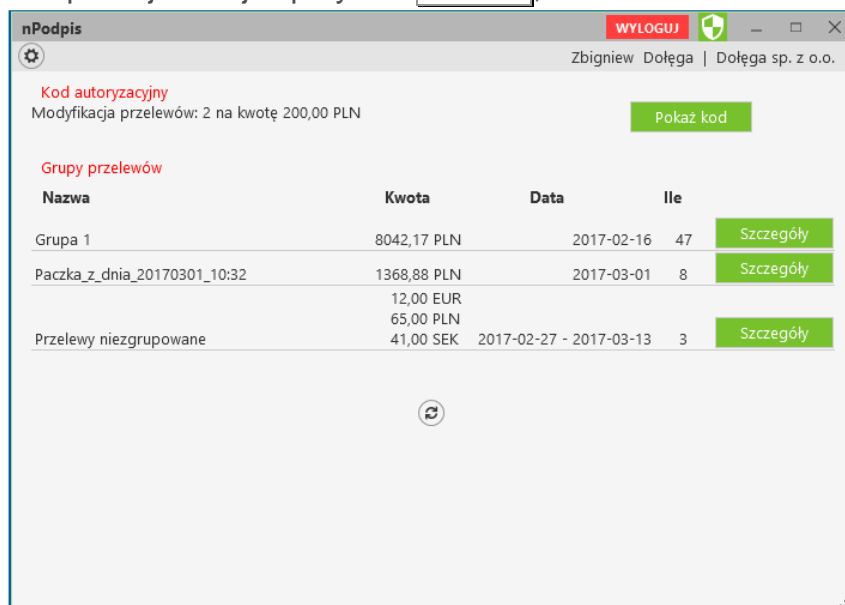 nPodpis WYLOGUJ
Zbigniew Dołęga | Dołęga sp. z o.o.
Kod autoryzacyjny
Modyfikacja przelewów: 2 na kwotę 200,00 PLN
Pokaż kod
Grupy przelewów
Nazwa Kwota Data Ile
Grupa 1 8042,17 PLN 2017-02-16 47 Szczegóły
Paczka_z_dnia_20170301_10:32 1368,88 PLN 2017-03-01 8 Szczegóły
12,00 EUR
65,00 PLN
Przelewy niezgrupowane 41,00 SEK 2017-02-27 - 2017-03-13 3 Szczegóły